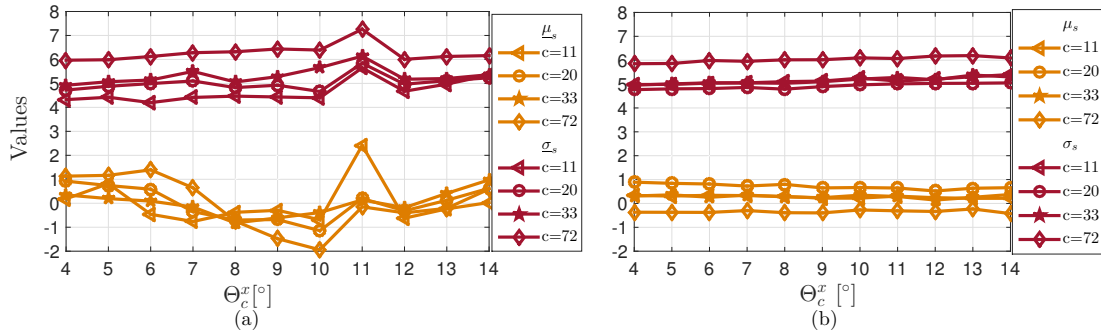 8
7
6
5
4
3
2
1
0
-1
-2
Values
4 5 6 7 8 9 10 11 12 13 14
Θ_c^x[°]
(a)
μ_s
c=11
c=20
c=33
c=72
σ_s
c=11
c=20
c=33
c=72
8
7
6
5
4
3
2
1
0
-1
-2
4 5 6 7 8 9 10 11 12 13 14
Θ_c^x [°]
(b)
μ_s
c=11
c=20
c=33
c=72
σ_s
c=11
c=20
c=33
c=72